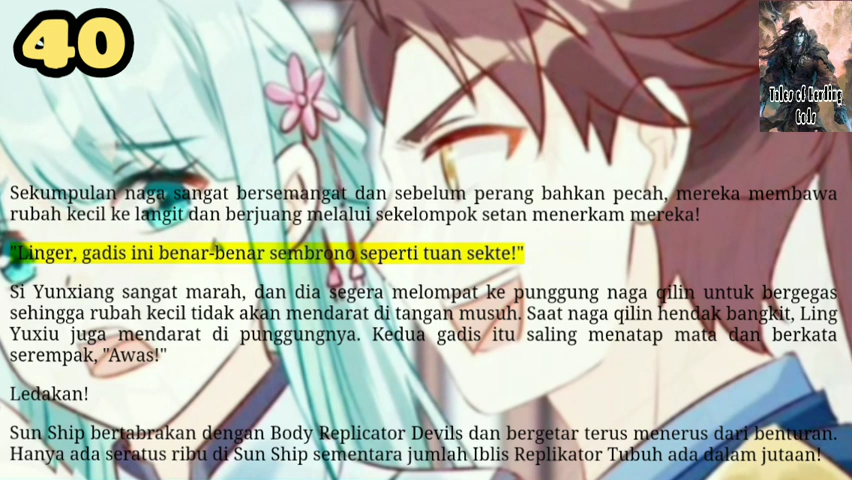 40
Tales of Herding
Gods
Sekumpulan naga sangat bersemangat dan sebelum perang bahkan pecah, mereka membawa
rubah kecil ke langit dan berjuang melalui sekelompok setan menerkam mereka!
"Linger, gadis ini benar-benar sembrono seperti tuan sekte!"
Si Yunxiang sangat marah, dan dia segera melompat ke punggung naga qilin untuk bergegas
sehingga rubah kecil tidak akan mendarat di tangan musuh. Saat naga qilin hendak bangkit, Ling
Yuxiu juga mendarat di punggungnya. Kedua gadis itu saling menatap mata dan berkata
serempak, "Awas!"
Ledakan!
Sun Ship bertabrakan dengan Body Replicator Devils dan bergetar terus menerus dari benturan.
Hanya ada seratus ribu di Sun Ship sementara jumlah Iblis Replikator Tubuh ada dalam jutaan!